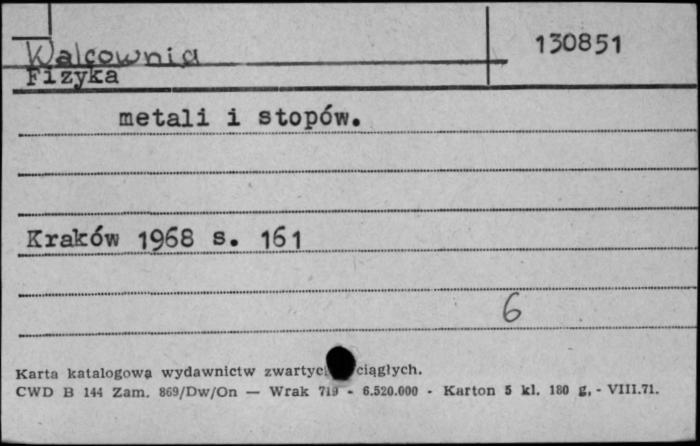 Walcownia
130851
Fizyka
metali i stopów.
Kraków 1968 s. 161
6
Karta katalogowa wydawnictw ciągłych.
CWD B 144 Zam. 869/Dw/On — Wrak 719 - 6.520.000 - Karton 5 kl. 180 g. - VIII.71.